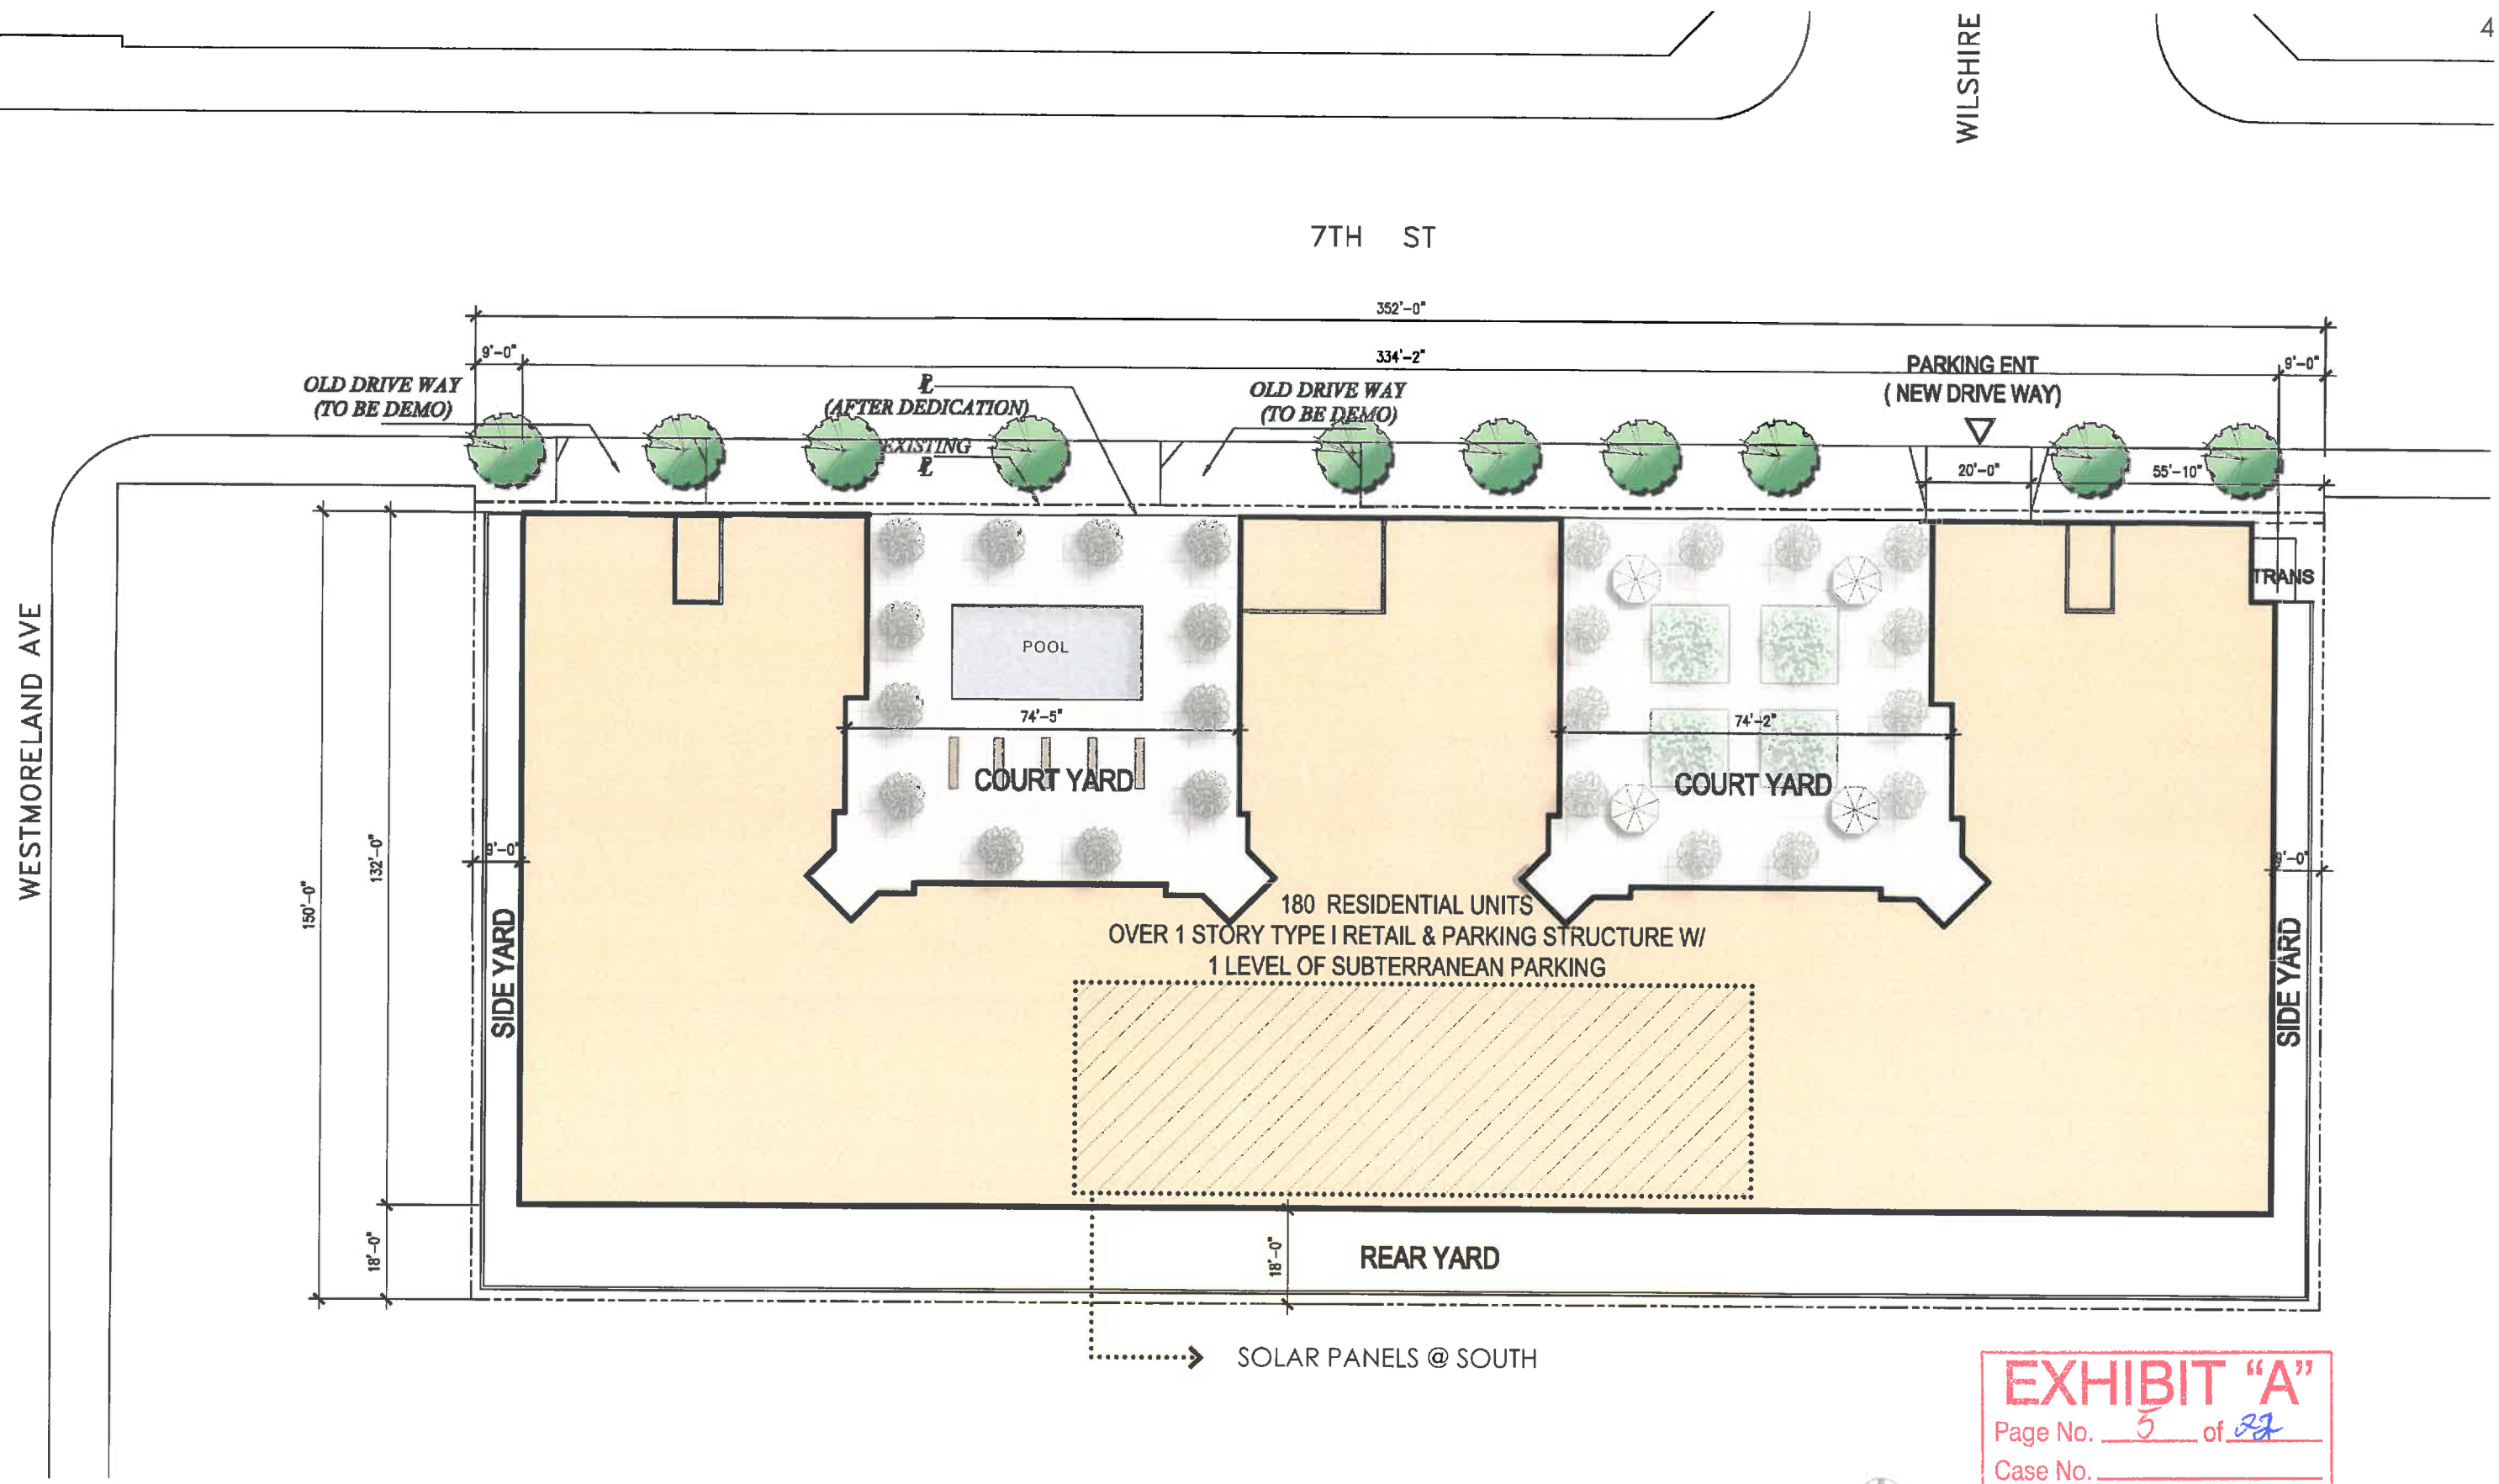 4
WILSHIRE
7TH ST
352'-0"
9'-0"
334'-2"
9'-0"
PARKING ENT
( NEW DRIVE WAY)
OLD DRIVE WAY
(TO BE DEMO)
PL
(AFTER DEDICATION)
OLD DRIVE WAY
(TO BE DEMO)
EXISTING
PL
20'-0"
55'-10"
TRANS
POOL
74'-5"
74'-2"
COURT YARD
COURT YARD
WESTMORELAND AVE
150'-0"
132'-0"
9'-0"
9'-0"
180 RESIDENTIAL UNITS
OVER 1 STORY TYPE I RETAIL & PARKING STRUCTURE W/
1 LEVEL OF SUBTERRANEAN PARKING
SIDE YARD
SIDE YARD
18'-0"
18'-0"
REAR YARD
SOLAR PANELS @ SOUTH
EXHIBIT "A"
Page No. 5 of
Case No.